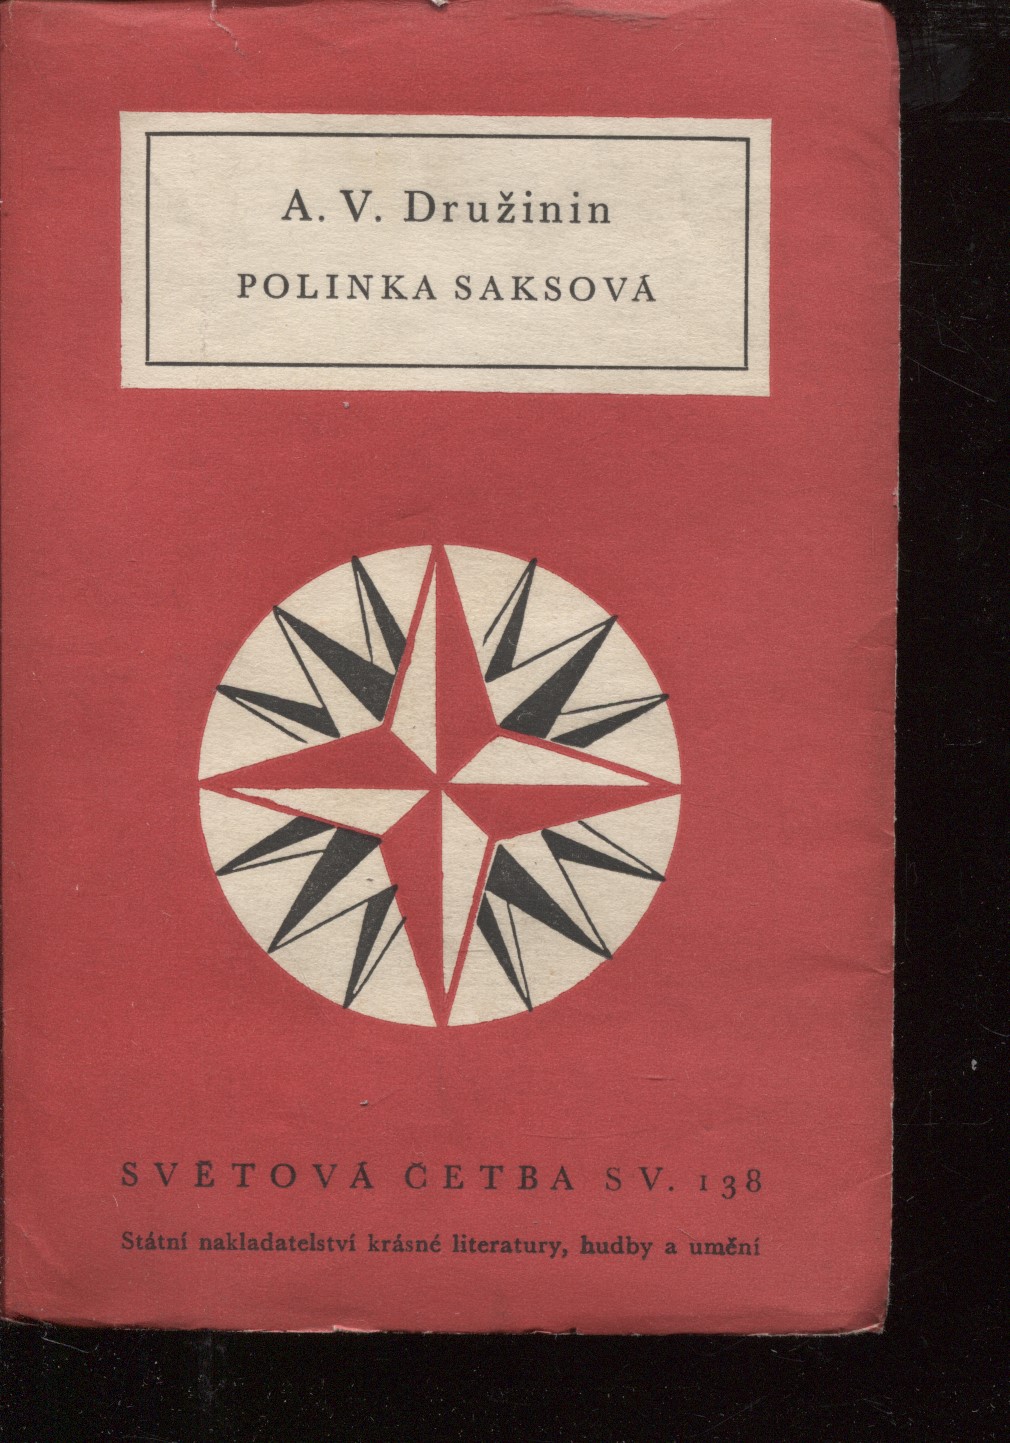 A. V. Družinin
POLINKA SAKSOVÁ
SVĚTOVÁ ČETBA SV. 138
Státní nakladatelství krásné literatury, hudby a umění